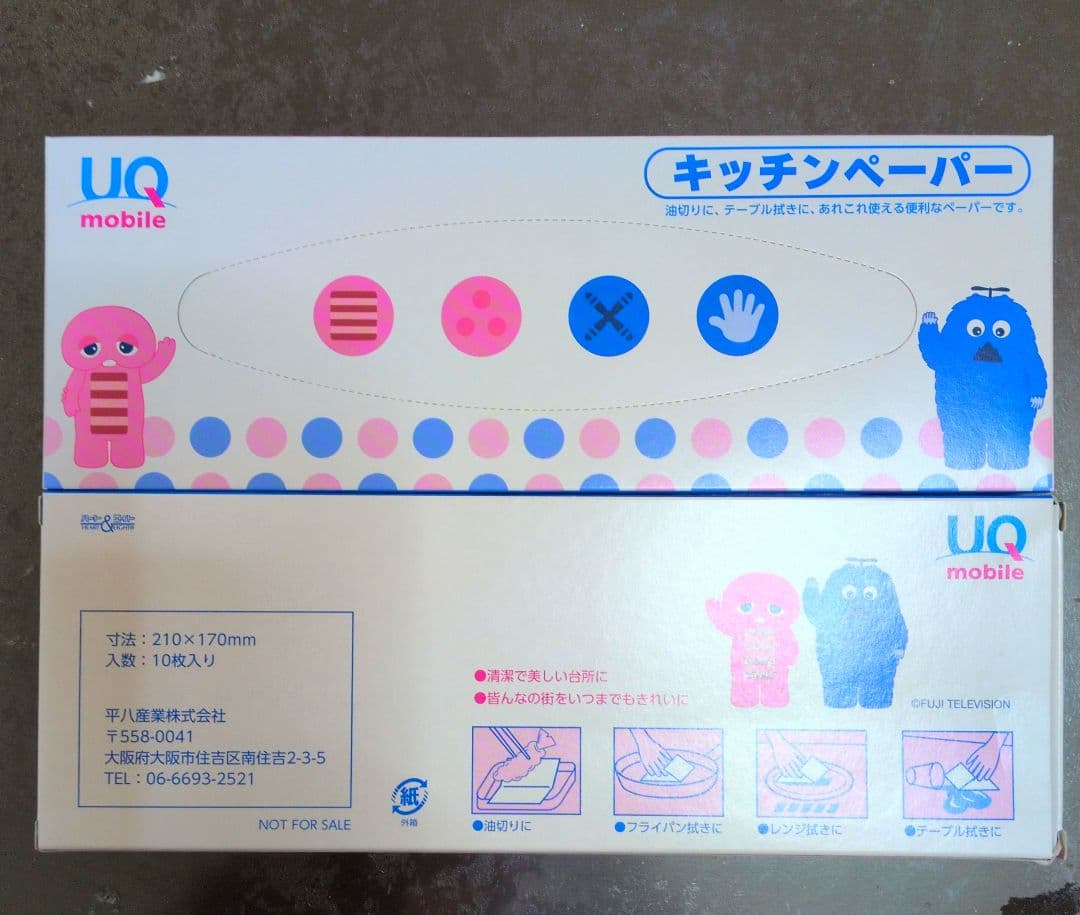 UQ
mobile
キッチンペーパー
油切りに、テーブル拭きに、あれこれ使える便利なペーパーです。
HEART
&
UQ
mobile
寸法：210×170mm
入数：10枚入り
平八産業株式会社
〒558-0041
大阪府大阪市住吉区南住吉2-3-5
TEL：06-6693-2521
NOT FOR SALE
紙
外箱
●清潔で美しい台所に
●皆んなの街をいつまでもきれいに
©FUJI TELEVISION
●油切りに
●フライパン拭きに
●レンジ拭きに
●テーブル拭きに